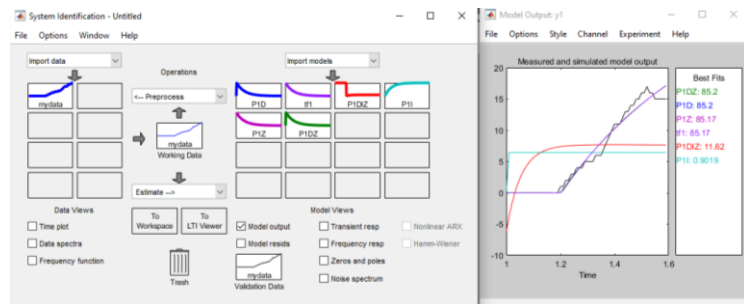 System Identification - Untitled
File Options Window Help
Import data
Operations
Import models
mydata
<-- Preprocess
P1D tf1 P1DIZ P1I
mydata
Working Data
P1Z P1DZ
Estimate -->
Data Views
Time plot
Data spectra
Frequency function
To Workspace
To LTI Viewer
Trash
Model Views
Model output
Model resids
Transient resp
Frequency resp
Zeros and poles
Noise spectrum
Nonlinear ARX
Hamm-Wiener
mydata
Validation Data
Model Output: y1
File Options Style Channel Experiment Help
Measured and simulated model output
20
15
10
5
0
-5
-10
1 1.2 1.4 1.6
Time
Best Fits
P1DZ: 85.2
P1D: 85.2
P1Z: 85.17
tf1: 85.17
P1DIZ: 11.62
P1I: 0.9019